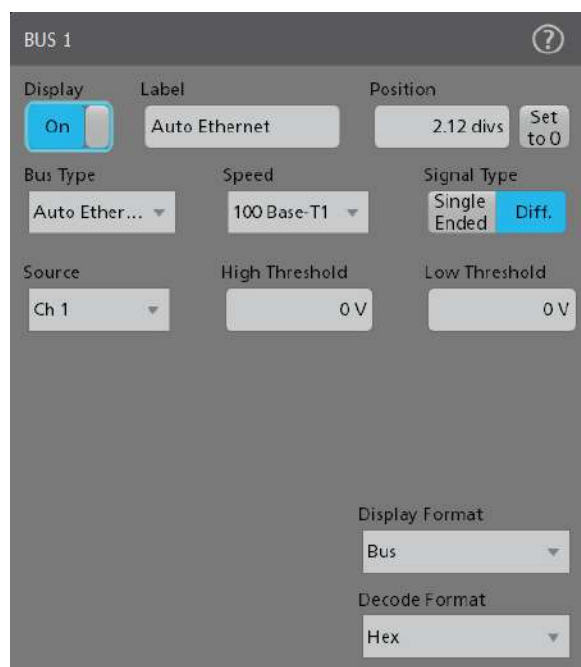 BUS 1
?
Display Label Position
On Auto Ethernet 2.12 divs Set to 0
Bus Type Speed Signal Type
Auto Ether... 100 Base-T1 Single Ended Diff.
Source High Threshold Low Threshold
Ch 1 0 V 0 V
Display Format
Bus
Decode Format
Hex